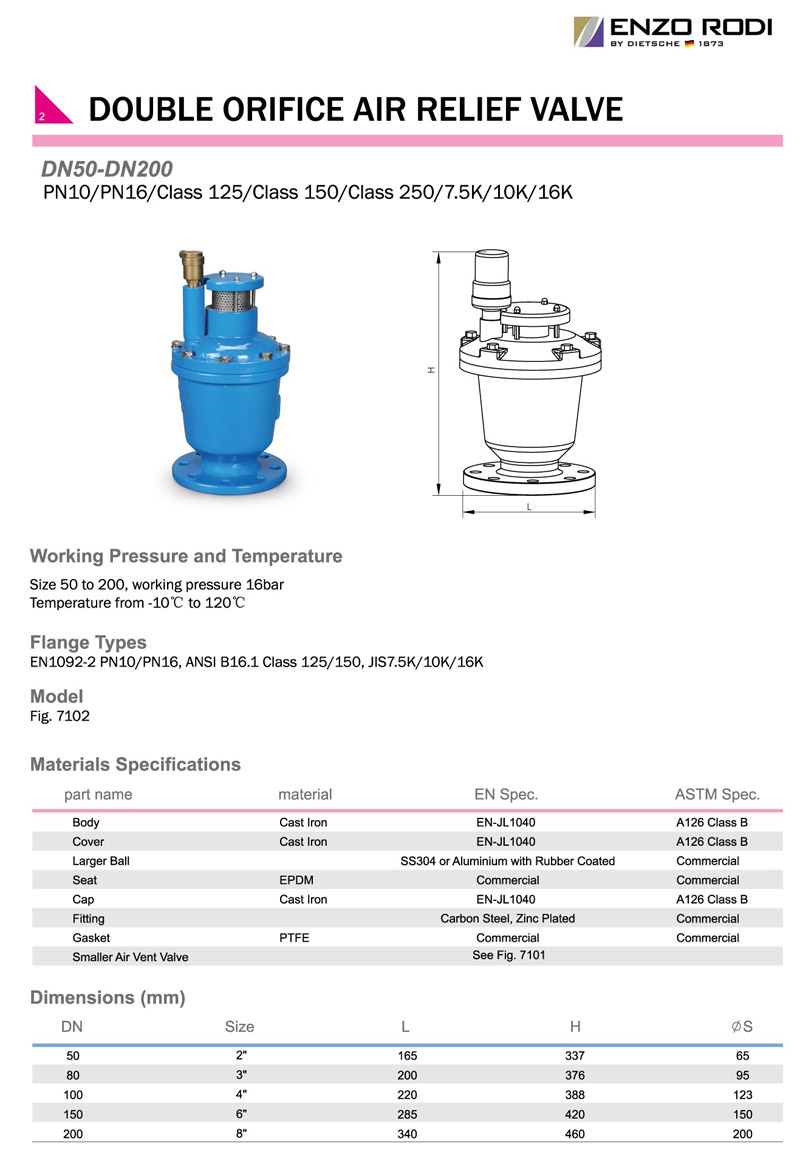 ENZO RODI
BY DIETSCHE 1873
2
DOUBLE ORIFICE AIR RELIEF VALVE
DN50-DN200
PN10/PN16/Class 125/Class 150/Class 250/7.5K/10K/16K
H
L
Working Pressure and Temperature
Size 50 to 200, working pressure 16bar
Temperature from -10℃ to 120℃
Flange Types
EN1092-2 PN10/PN16, ANSI B16.1 Class 125/150, JIS7.5K/10K/16K
Model
Fig. 7102
Materials Specifications
part name material EN Spec. ASTM Spec.
Body Cast Iron EN-JL1040 A126 Class B
Cover Cast Iron EN-JL1040 A126 Class B
Larger Ball SS304 or Aluminium with Rubber Coated Commercial
Seat EPDM Commercial Commercial
Cap Cast Iron EN-JL1040 A126 Class B
Fitting Carbon Steel, Zinc Plated Commercial
Gasket PTFE Commercial Commercial
Smaller Air Vent Valve See Fig. 7101
Dimensions (mm)
DN Size L H ∅S
50 2" 165 337 65
80 3" 200 376 95
100 4" 220 388 123
150 6" 285 420 150
200 8" 340 460 200